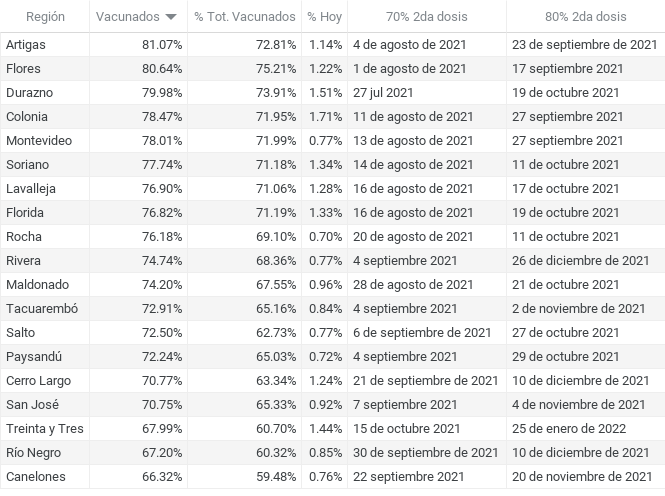 Región Vacunados % Tot. Vacunados % Hoy 70% 2da dosis 80% 2da dosis
Artigas 81.07% 72.81% 1.14% 4 de agosto de 2021 23 de septiembre de 2021
Flores 80.64% 75.21% 1.22% 1 de agosto de 2021 17 septiembre 2021
Durazno 79.98% 73.91% 1.51% 27 jul 2021 19 de octubre 2021
Colonia 78.47% 71.95% 1.71% 11 de agosto de 2021 27 septiembre 2021
Montevideo 78.01% 71.99% 0.77% 13 de agosto de 2021 27 septiembre 2021
Soriano 77.74% 71.18% 1.34% 14 de agosto de 2021 11 de octubre 2021
Lavalleja 76.90% 71.06% 1.28% 16 de agosto de 2021 17 de octubre 2021
Florida 76.82% 71.19% 1.33% 16 de agosto de 2021 19 de octubre 2021
Rocha 76.18% 69.10% 0.70% 20 de agosto de 2021 11 de octubre 2021
Rivera 74.74% 68.36% 0.77% 4 septiembre 2021 26 de diciembre de 2021
Maldonado 74.20% 67.55% 0.96% 28 de agosto de 2021 21 de octubre 2021
Tacuarembó 72.91% 65.16% 0.84% 4 septiembre 2021 2 de noviembre de 2021
Salto 72.50% 62.73% 0.77% 6 de septiembre de 2021 27 de octubre 2021
Paysandú 72.24% 65.03% 0.72% 4 septiembre 2021 29 de octubre 2021
Cerro Largo 70.77% 63.34% 1.24% 21 de septiembre de 2021 10 de diciembre de 2021
San José 70.75% 65.33% 0.92% 7 septiembre 2021 4 de noviembre de 2021
Treinta y Tres 67.99% 60.70% 1.44% 15 de octubre 2021 25 de enero de 2022
Río Negro 67.20% 60.32% 0.85% 30 de septiembre de 2021 10 de diciembre de 2021
Canelones 66.32% 59.48% 0.76% 22 septiembre 2021 20 de noviembre de 2021